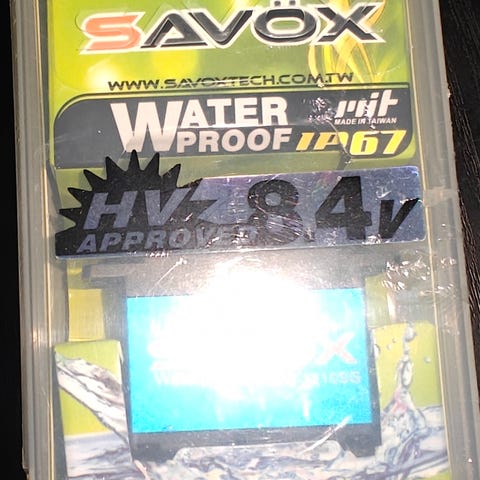 SAVÖX
WWW.SAVOXTECH.COM.TW
WATER PROOF
mit
MADE IN TAIWAN
IP67
HV APPROVED 8.4V